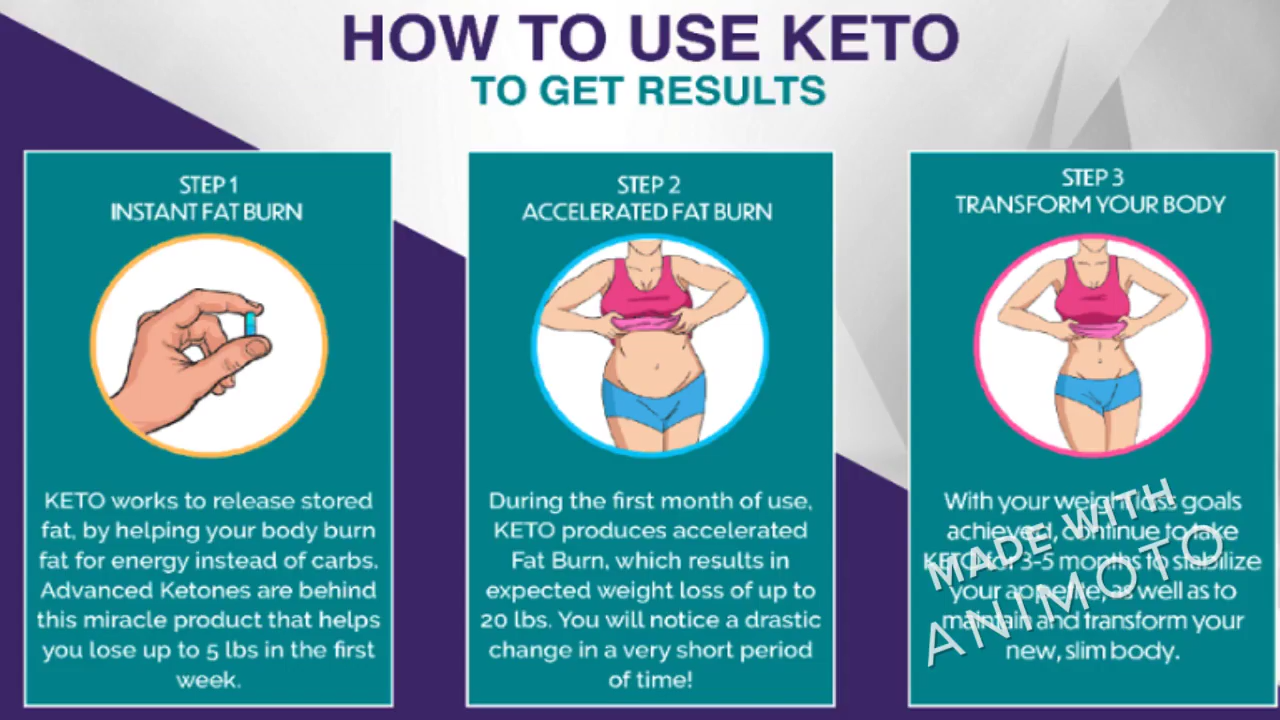 HOW TO USE KETO
TO GET RESULTS
STEP 1
INSTANT FAT BURN
KETO works to release stored
fat, by helping your body burn
fat for energy instead of carbs.
Advanced Ketones are behind
this miracle product that helps
you lose up to 5 lbs in the first
week.
STEP 2
ACCELERATED FAT BURN
During the first month of use,
KETO produces accelerated
Fat Burn, which results in
expected weight loss of up to
20 lbs. You will notice a drastic
change in a very short period
of time!
STEP 3
TRANSFORM YOUR BODY
With your weight loss goals
achieved, continue to take
KETO for 3-5 months to stabilize
your appetite, as well as to
maintain and transform your
new, slim body.
MADE WITH
ANIMOTO